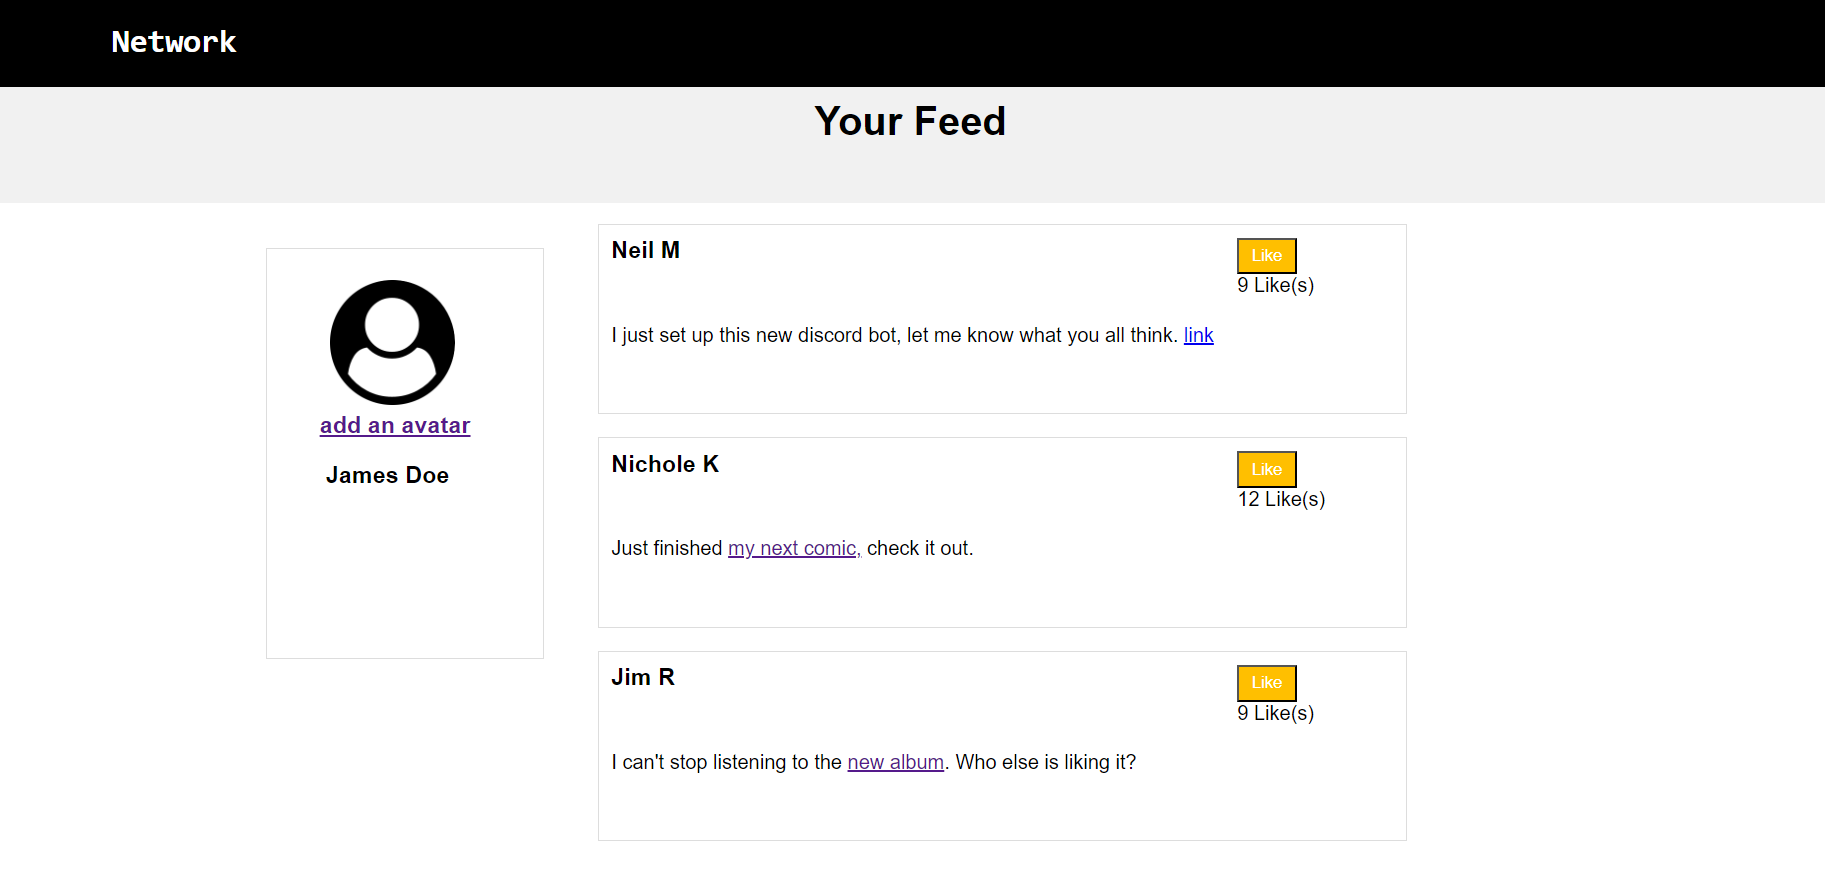 Network
Your Feed
add an avatar
James Doe
Neil M
Like
9 Like(s)
I just set up this new discord bot, let me know what you all think. link
Nichole K
Like
12 Like(s)
Just finished my next comic, check it out.
Jim R
Like
9 Like(s)
I can't stop listening to the new album. Who else is liking it?